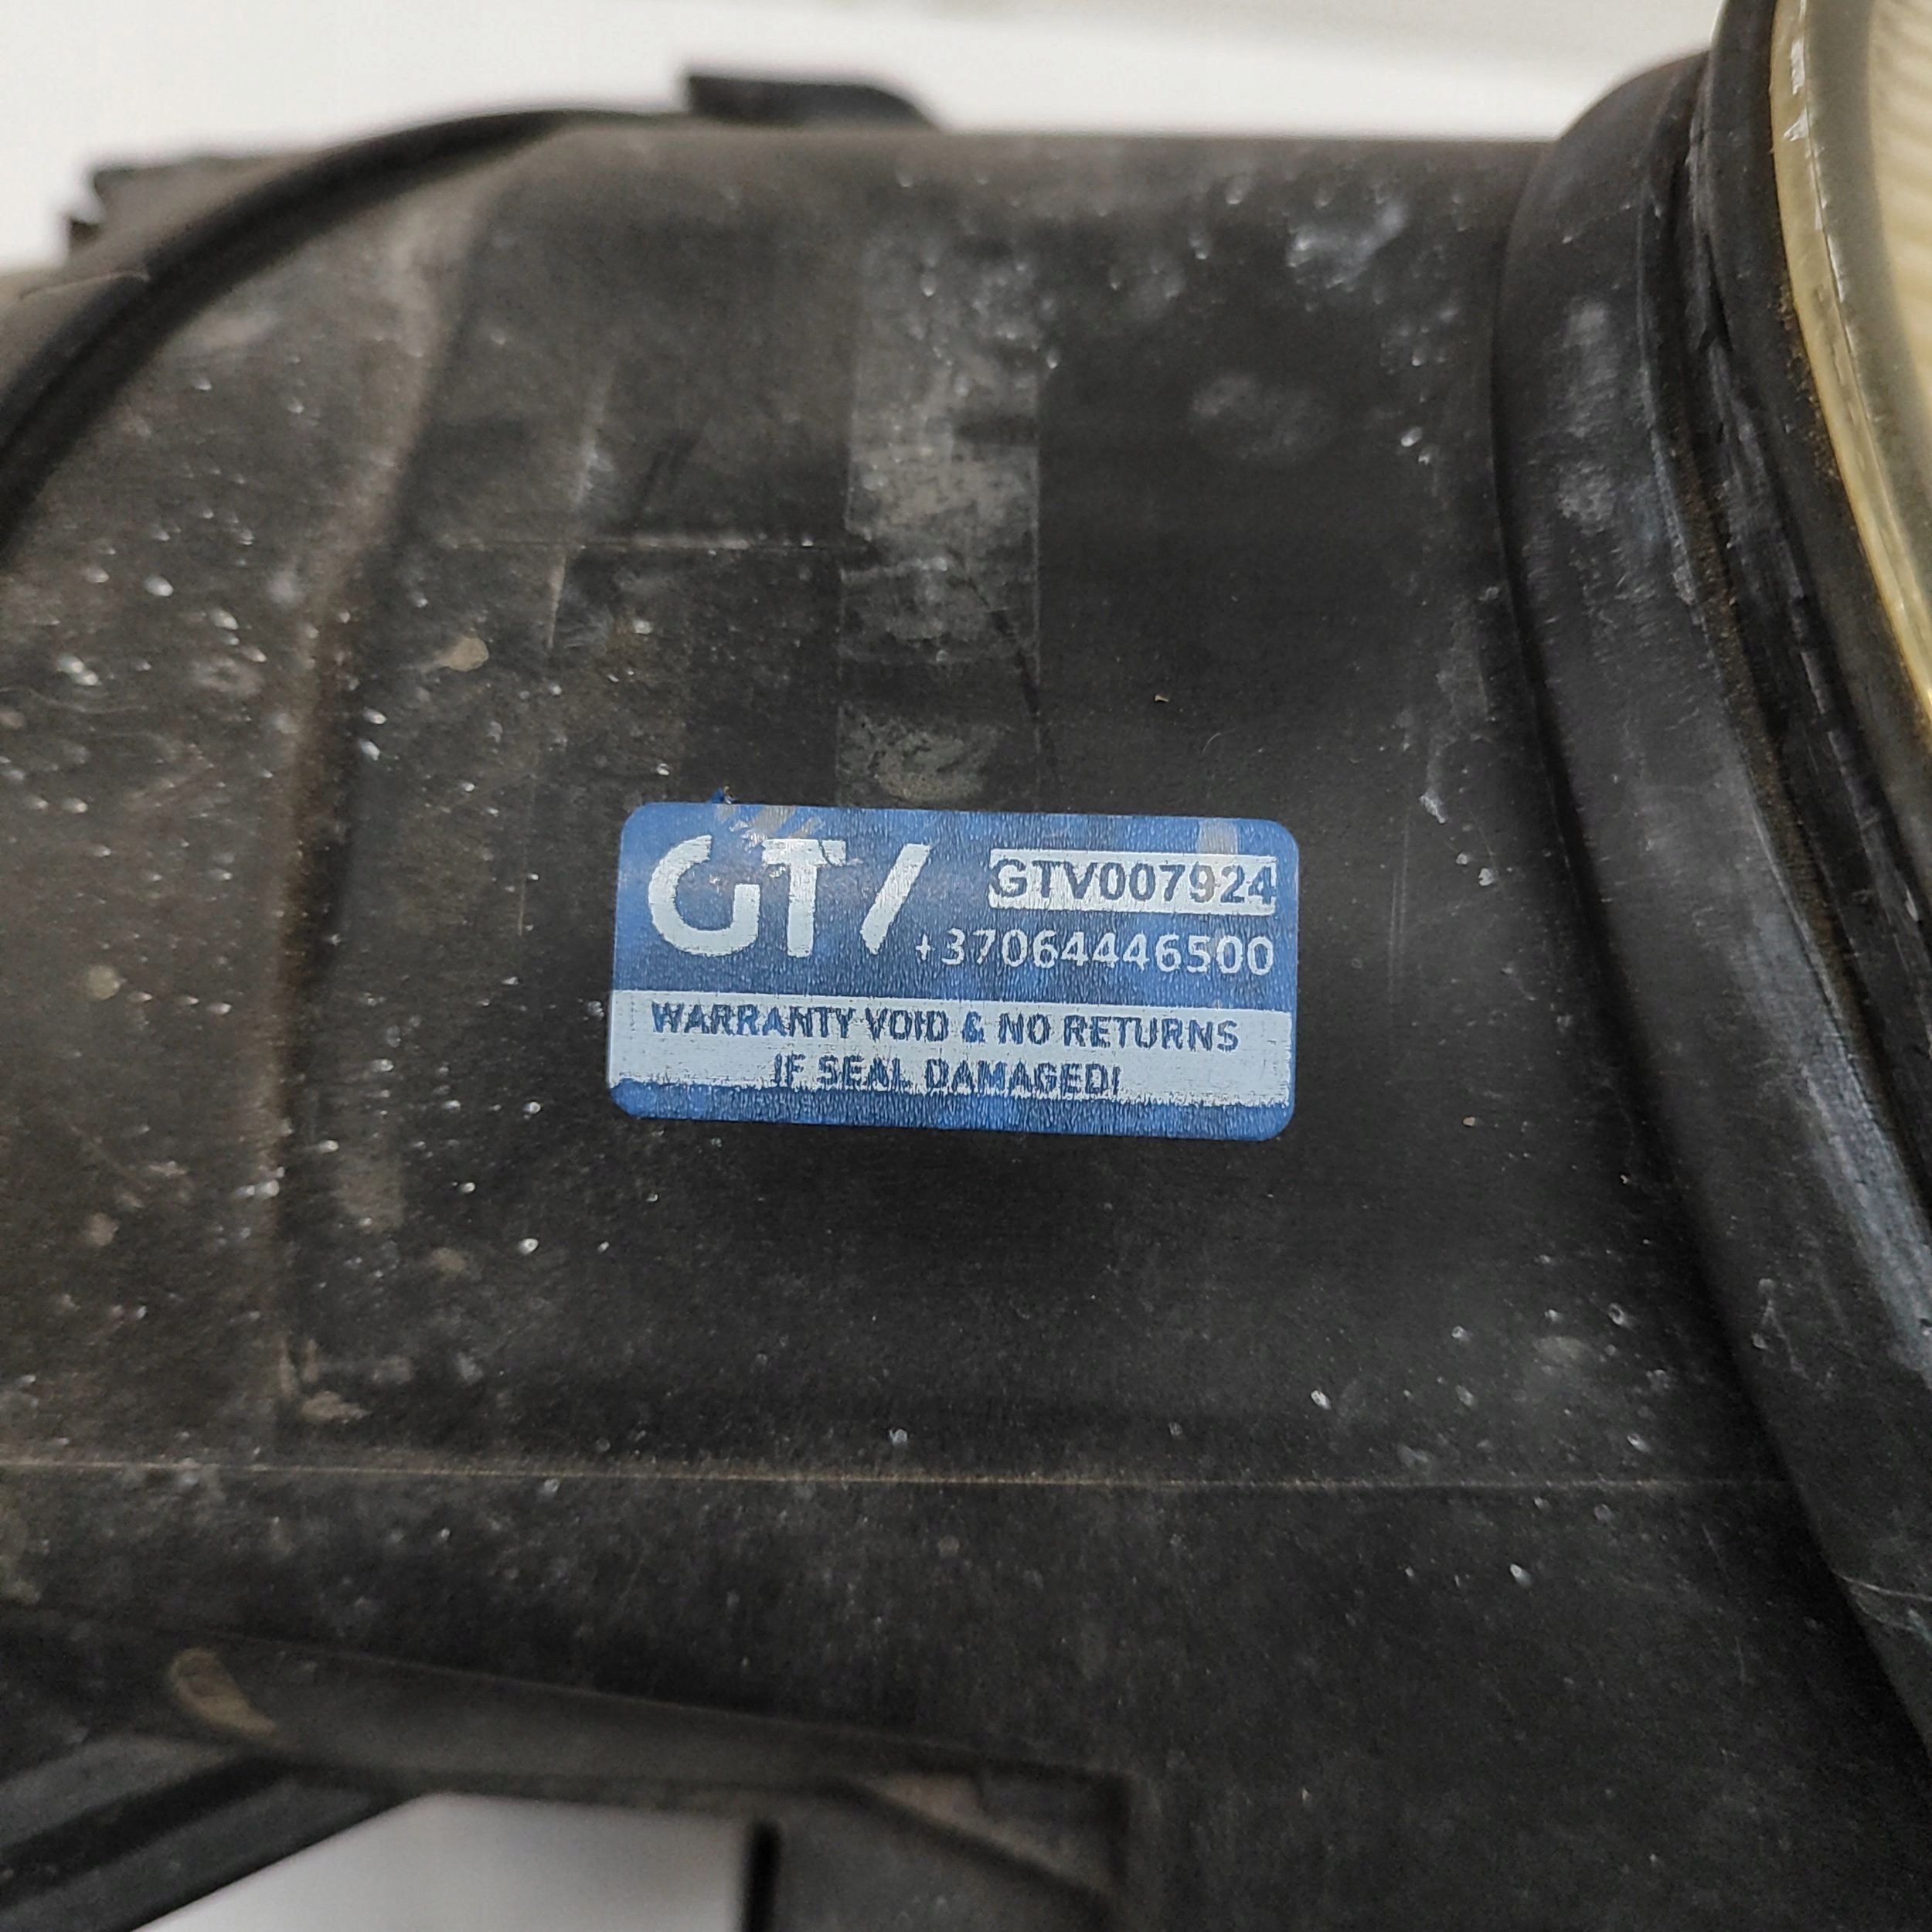 GTV GTV007924
+37064446500
WARRANTY VOID & NO RETURNS
IF SEAL DAMAGED!